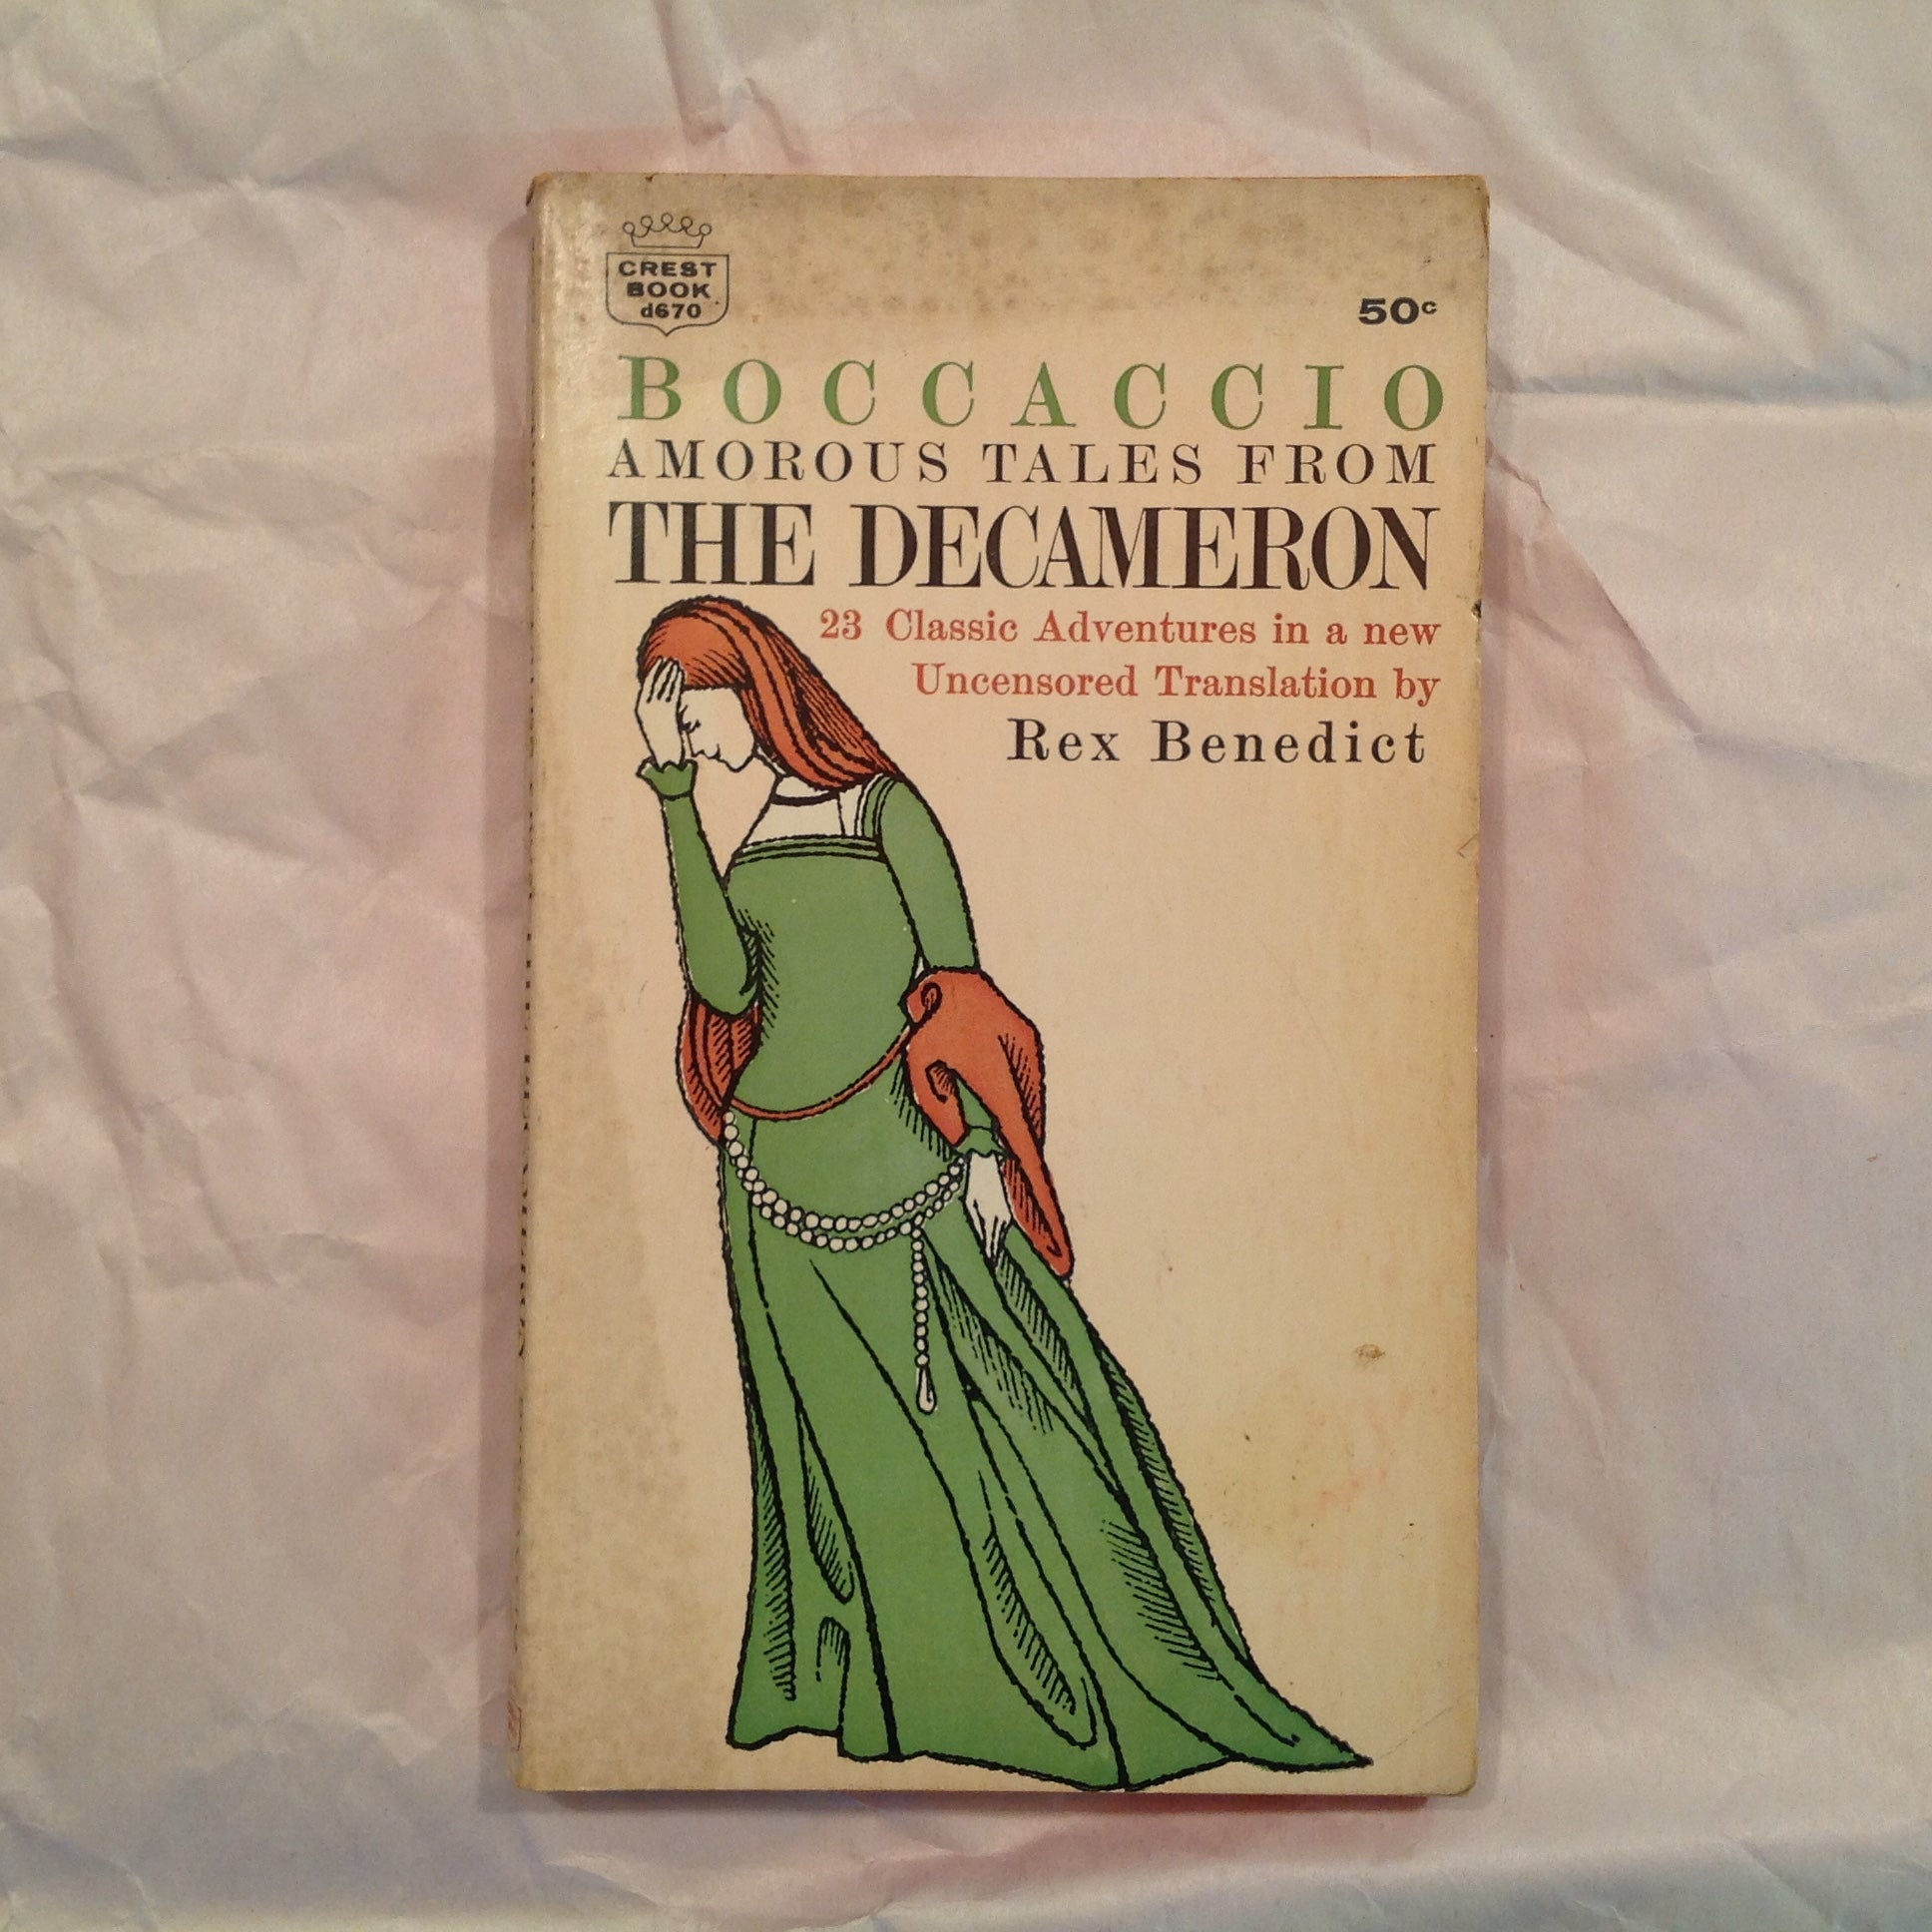 CREST
BOOK
d670
50c
BOCCACCIO
AMOROUS TALES FROM
THE DECAMERON
23 Classic Adventures in a new
Uncensored Translation by
Rex Benedict